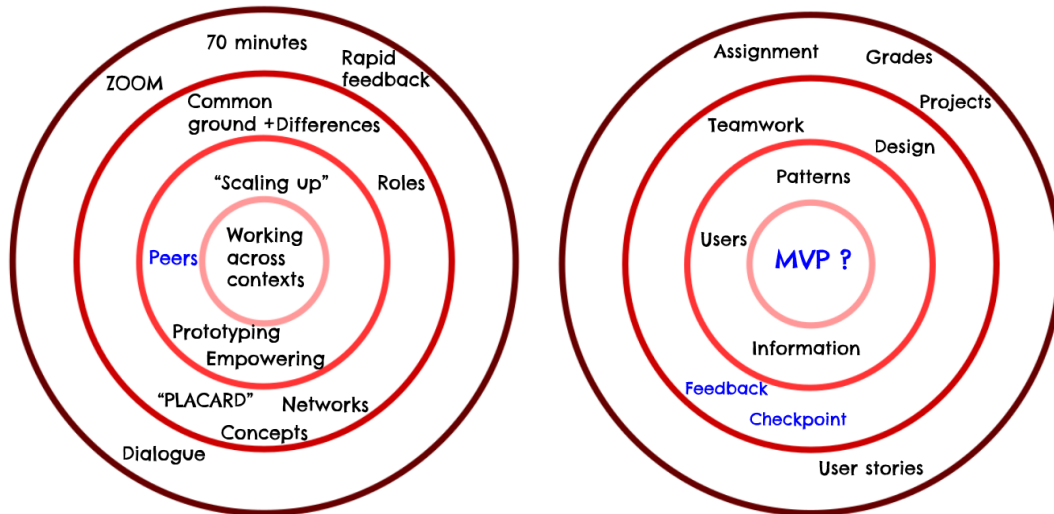 70 minutes
Rapid
feedback
ZOOM
Common
ground +Differences
“Scaling up”
Roles
Working
across
contexts
Peers
Prototyping
Empowering
“PLACARD”
Networks
Concepts
Dialogue
Assignment
Grades
Projects
Teamwork
Design
Patterns
Users
MVP ?
Information
Feedback
Checkpoint
User stories